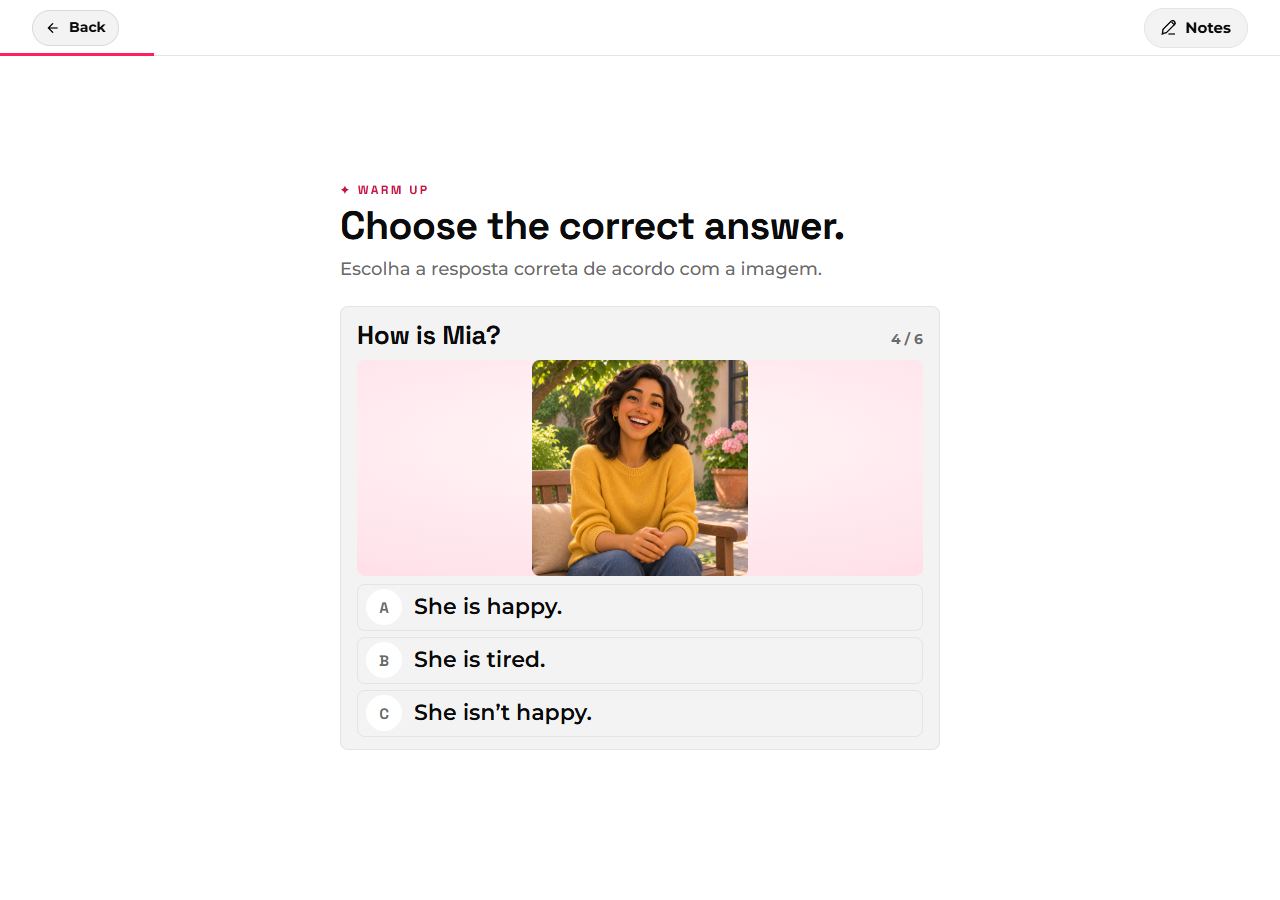 Back
Notes
✦ WARM UP
Choose the correct answer.
Escolha a resposta correta de acordo com a imagem.
How is Mia?
4 / 6
A She is happy.
B She is tired.
C She isn’t happy.